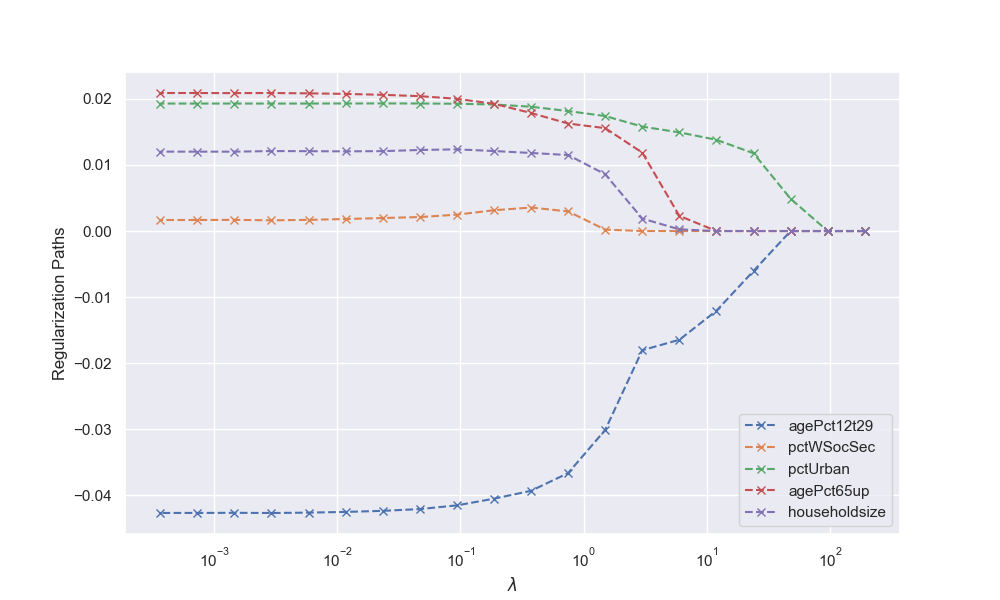 0.02
0.01
0.00
−0.01
−0.02
−0.03
−0.04
Regularization Paths
10⁻³
10⁻²
10⁻¹
10⁰
10¹
10²
λ
agePct12t29
pctWSocSec
pctUrban
agePct65up
householdsize